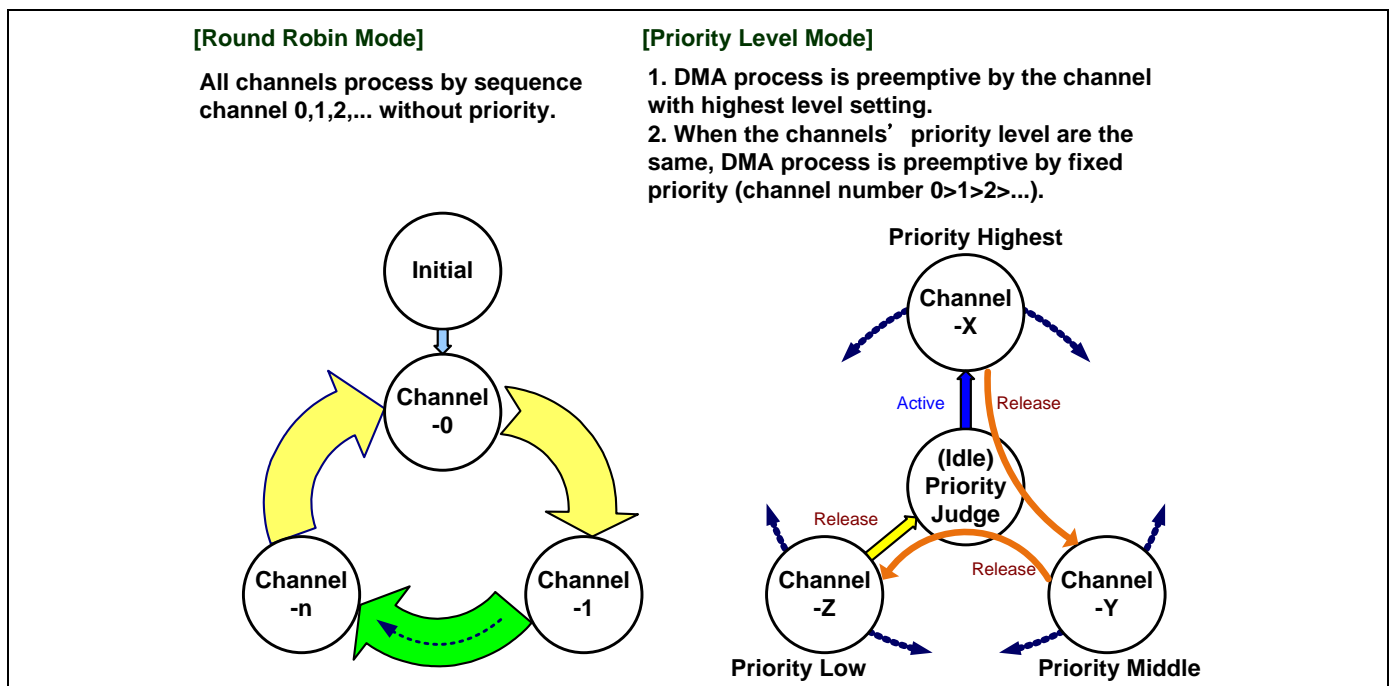 [Round Robin Mode]
All channels process by sequence
channel 0,1,2,... without priority.
Initial
Channel
-0
Channel
-1
Channel
-n
[Priority Level Mode]
1. DMA process is preemptive by the channel
with highest level setting.
2. When the channels’ priority level are the
same, DMA process is preemptive by fixed
priority (channel number 0>1>2>...).
Priority Highest
Channel
-X
Active
Release
(Idle)
Priority
Judge
Release
Release
Channel
-Z
Channel
-Y
Priority Low
Priority Middle